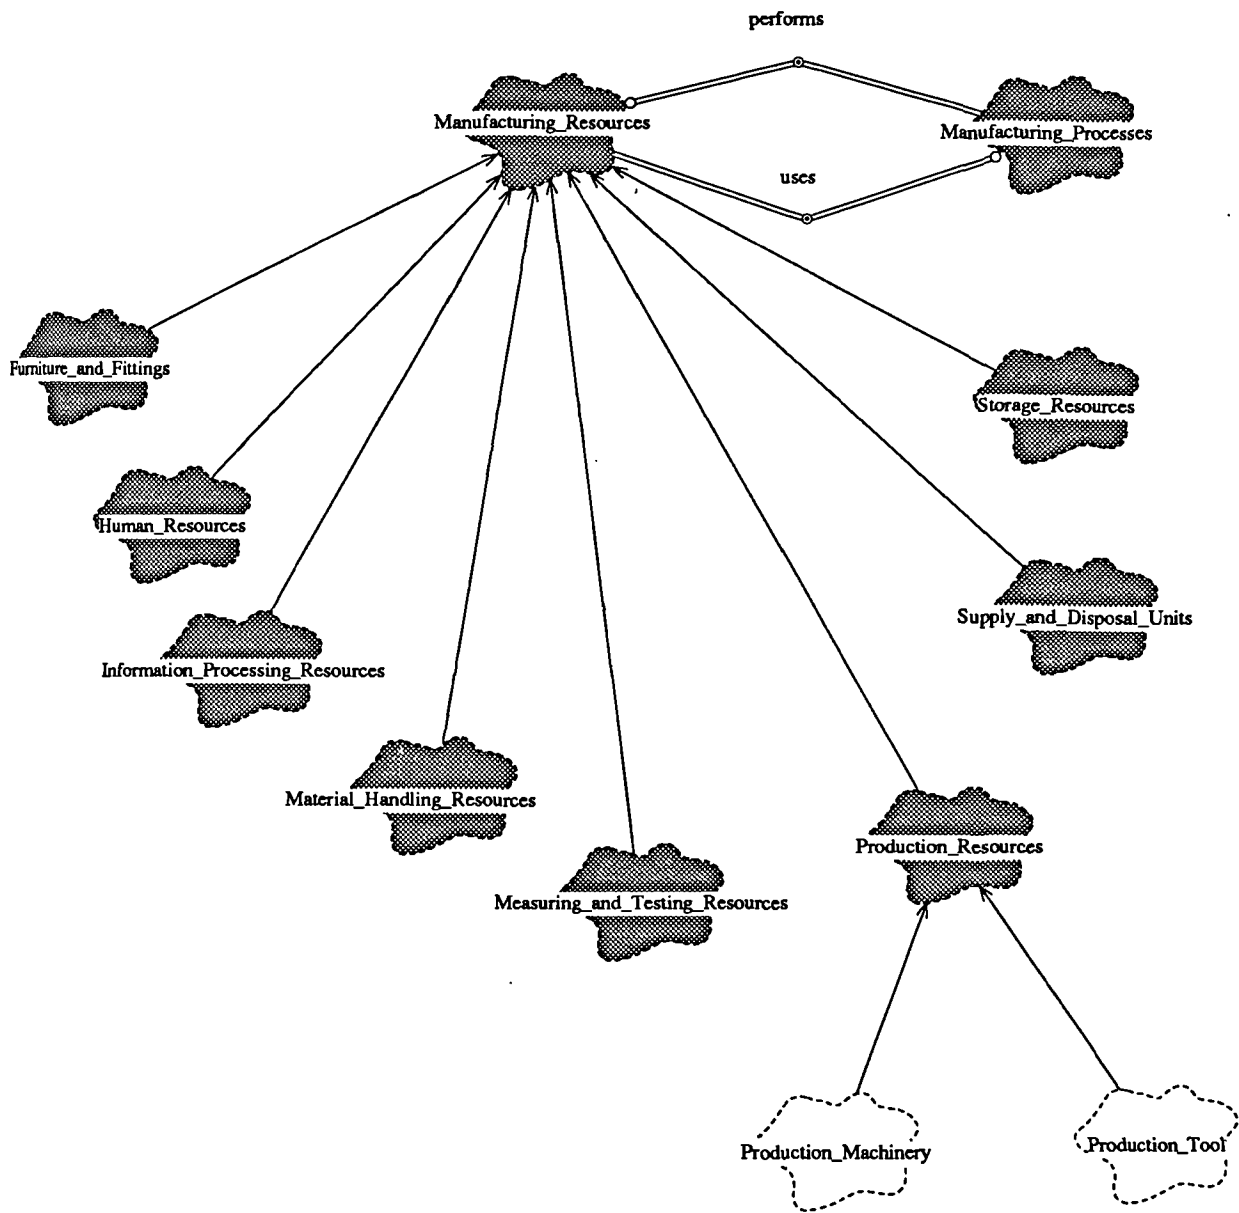 performs
Manufacturing_Resources
Manufacturing_Processes
uses
Furniture_and_Fittings
Storage_Resources
Human_Resources
Supply_and_Disposal_Units
Information_Processing_Resources
Material_Handling_Resources
Production_Resources
Measuring_and_Testing_Resources
Production_Machinery
Production_Tool